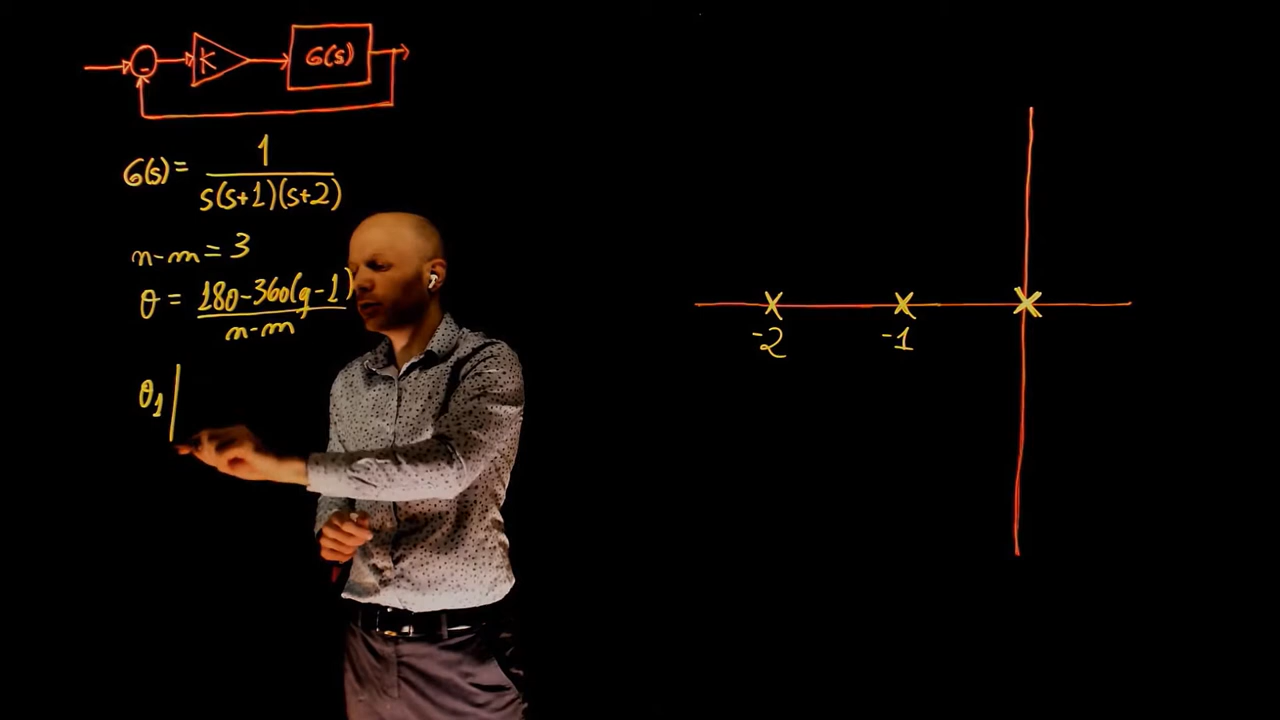 - K G(s)
G(s) = 1 / s(s+1)(s+2)
n-m = 3
θ = 180-360(q-1) / n-m
θ1 |
-2 -1